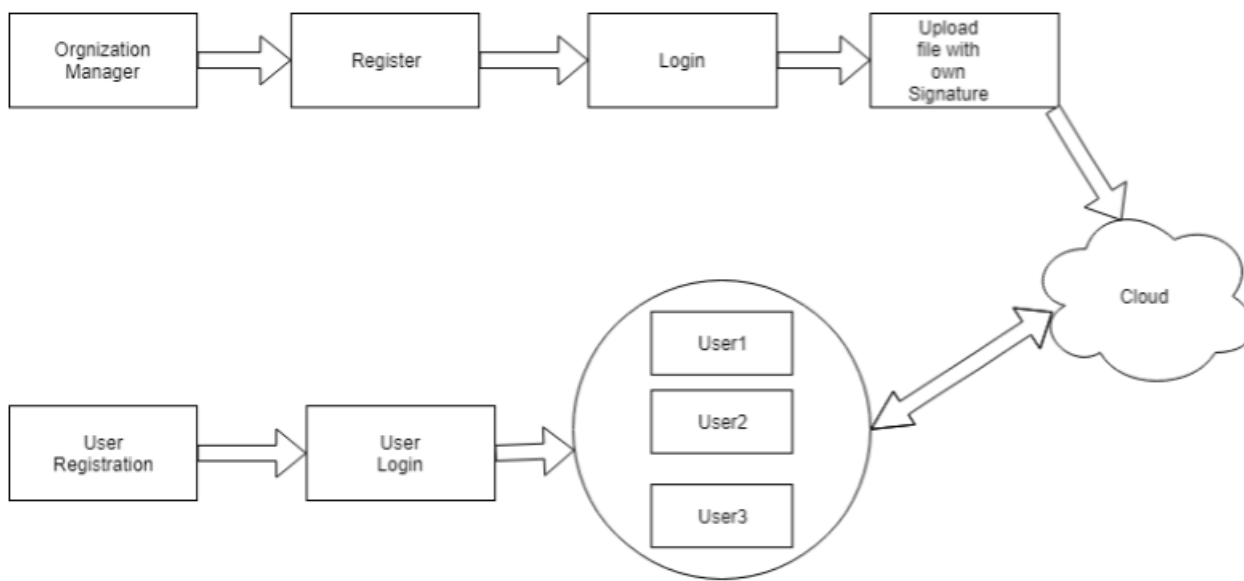 Orgnization
Manager
Register
Login
Upload
file with
own
Signature
Cloud
User1
User2
User3
User
Registration
User
Login